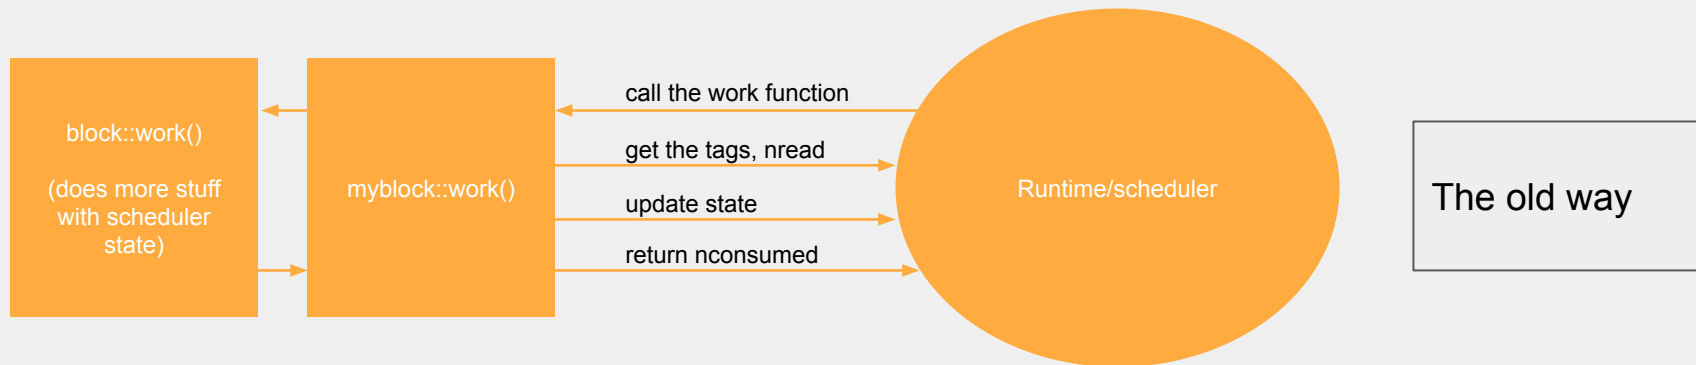 block::work()
(does more stuff
with scheduler
state)
myblock::work()
call the work function
get the tags, nread
update state
return nconsumed
Runtime/scheduler
The old way